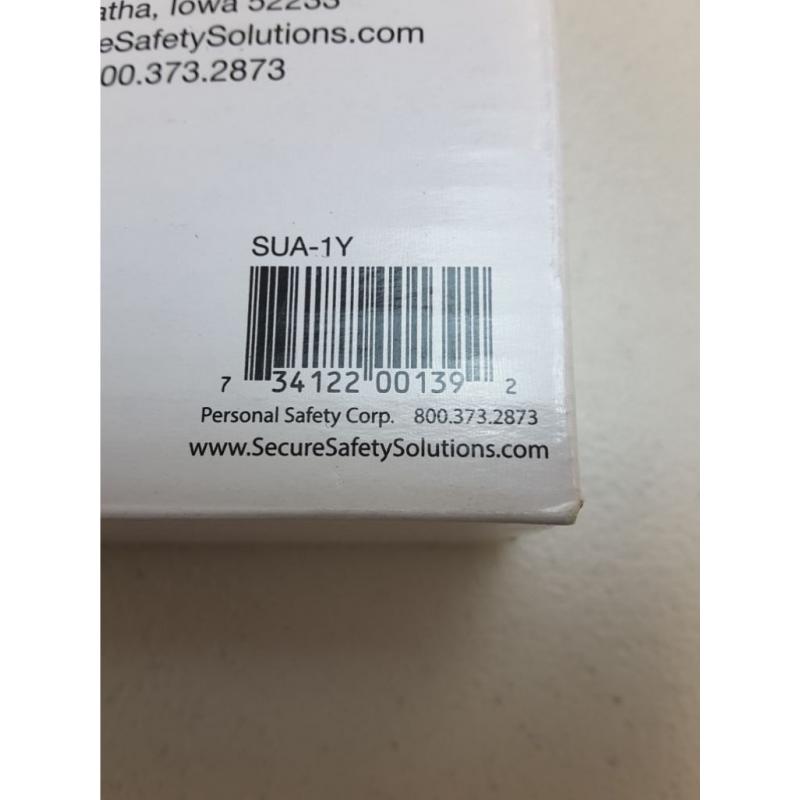 atha, Iowa 52233
eSafetySolutions.com
00.373.2873
SUA-1Y
7 34122 00139 2
Personal Safety Corp. 800.373.2873
www.SecureSafetySolutions.com